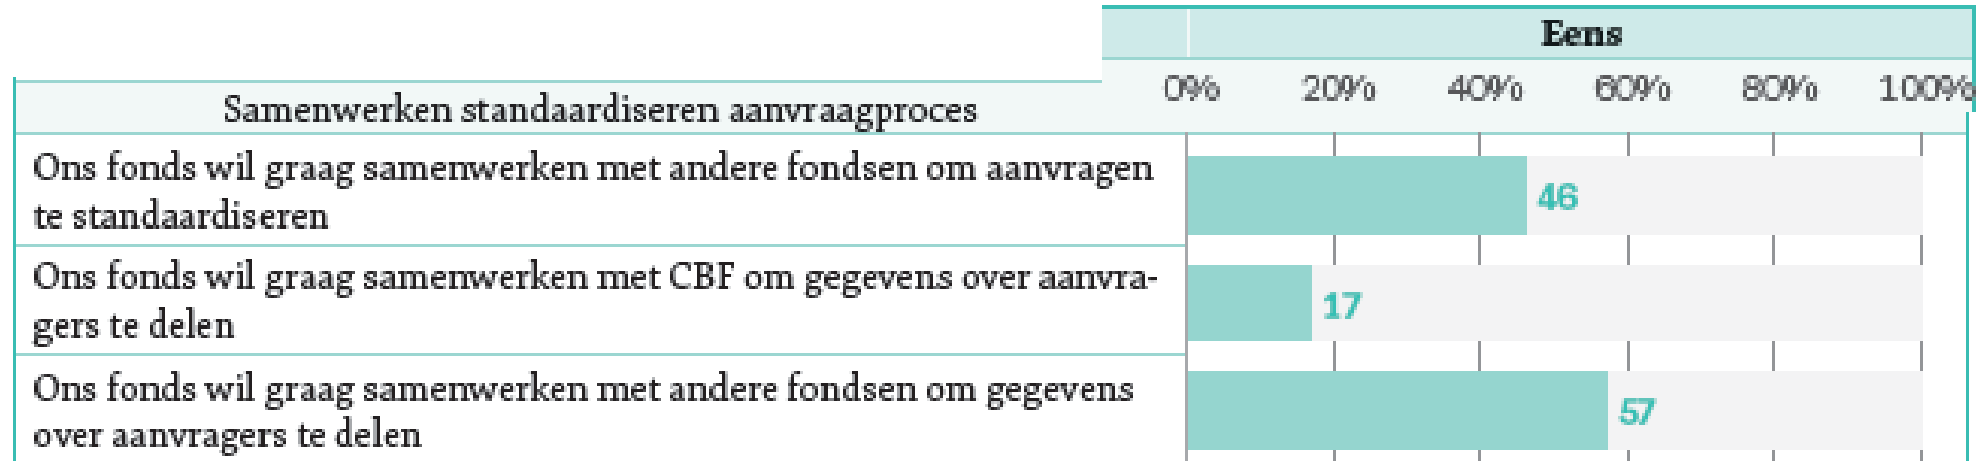 Eens
0% 20% 40% 60% 80% 100%
Samenwerken standaardiseren aanvraagproces
Ons fonds wil graag samenwerken met andere fondsen om aanvragen
te standaardiseren
46
Ons fonds wil graag samenwerken met CBF om gegevens over aanvra-
gers te delen
17
Ons fonds wil graag samenwerken met andere fondsen om gegevens
over aanvragers te delen
57